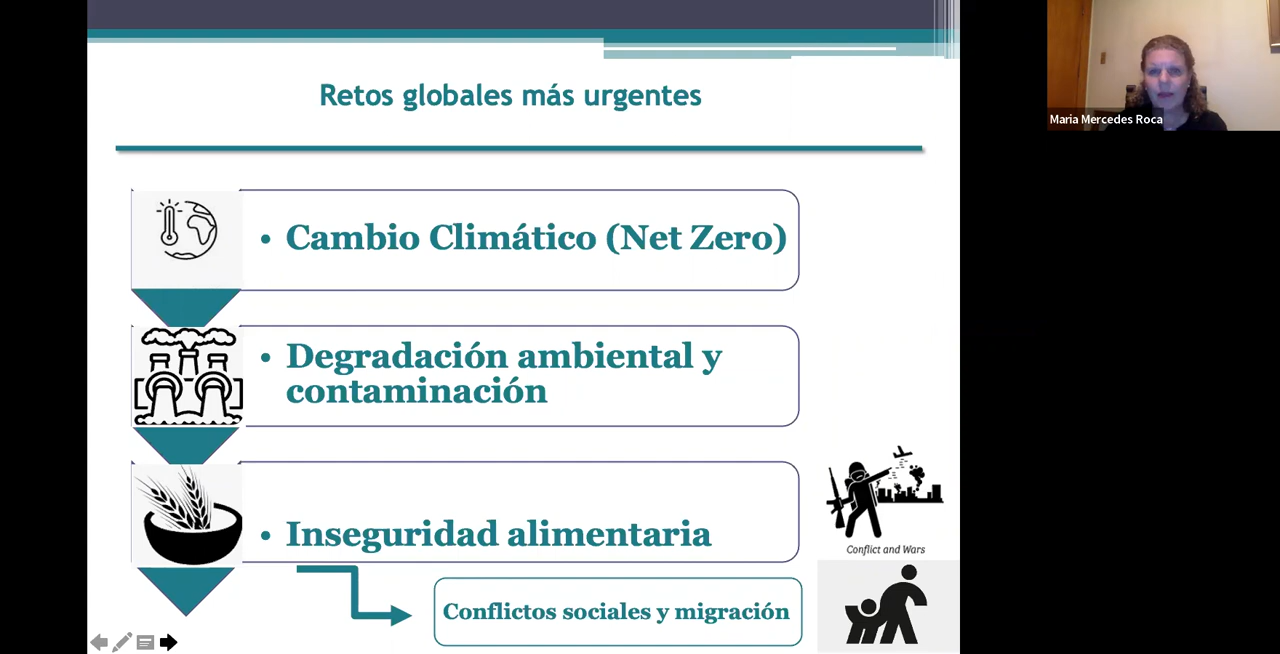 Retos globales más urgentes
Maria Mercedes Roca
• Cambio Climático (Net Zero)
• Degradación ambiental y
contaminación
• Inseguridad alimentaria
Conflict and Wars
Conflictos sociales y migración